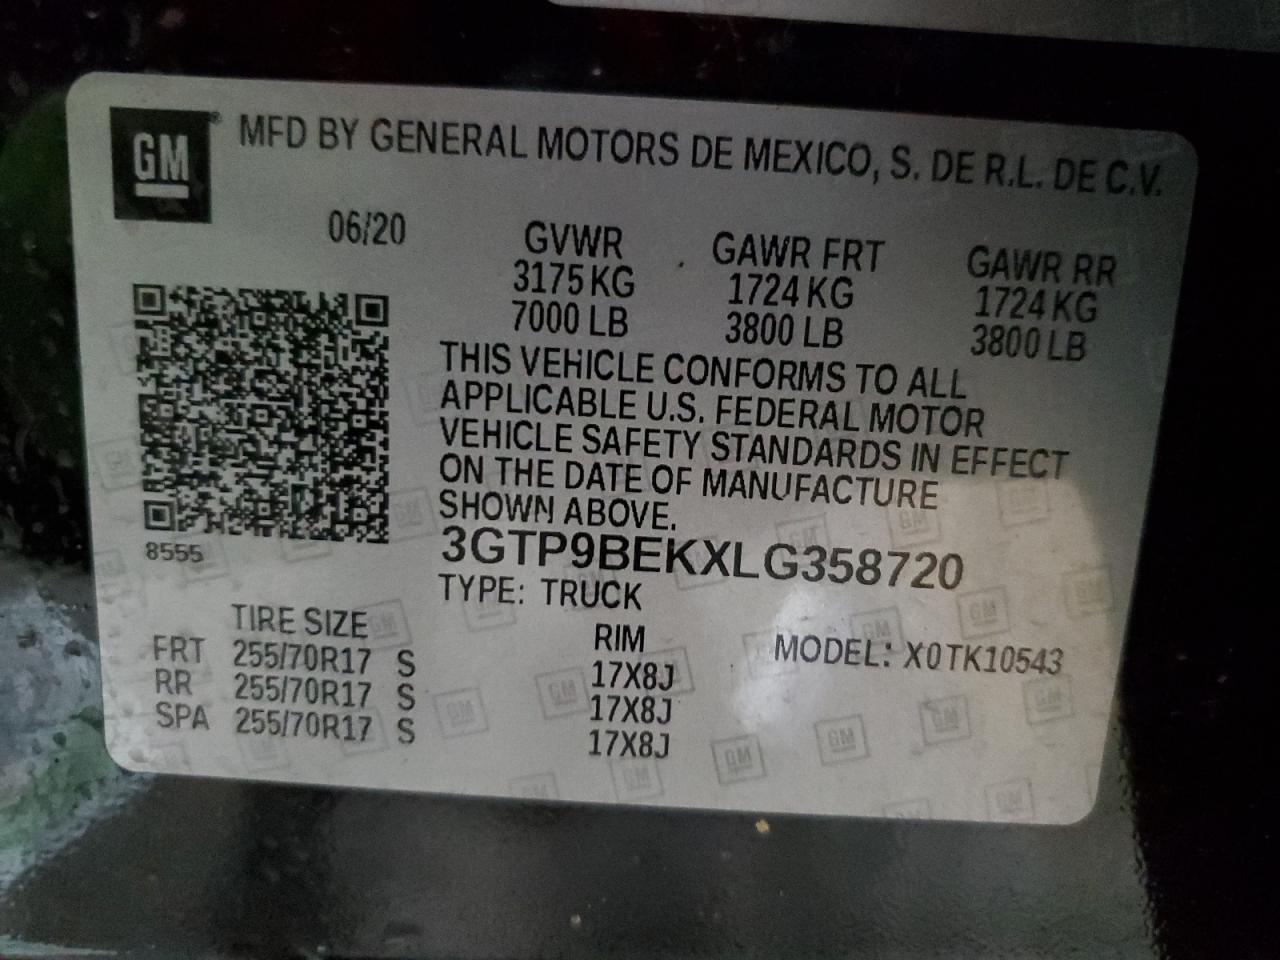 GM® MFD BY GENERAL MOTORS DE MEXICO, S. DE R.L. DE C.V.
06/20 GVWR GAWR FRT GAWR RR
3175 KG 1724 KG 1724 KG
7000 LB 3800 LB 3800 LB
THIS VEHICLE CONFORMS TO ALL
APPLICABLE U.S. FEDERAL MOTOR
VEHICLE SAFETY STANDARDS IN EFFECT
ON THE DATE OF MANUFACTURE
SHOWN ABOVE.
8555
3GTP9BEKXLG358720
TYPE: TRUCK
TIRE SIZE RIM MODEL: X0TK10543
FRT 255/70R17 S 17X8J
RR 255/70R17 S 17X8J
SPA 255/70R17 S 17X8J